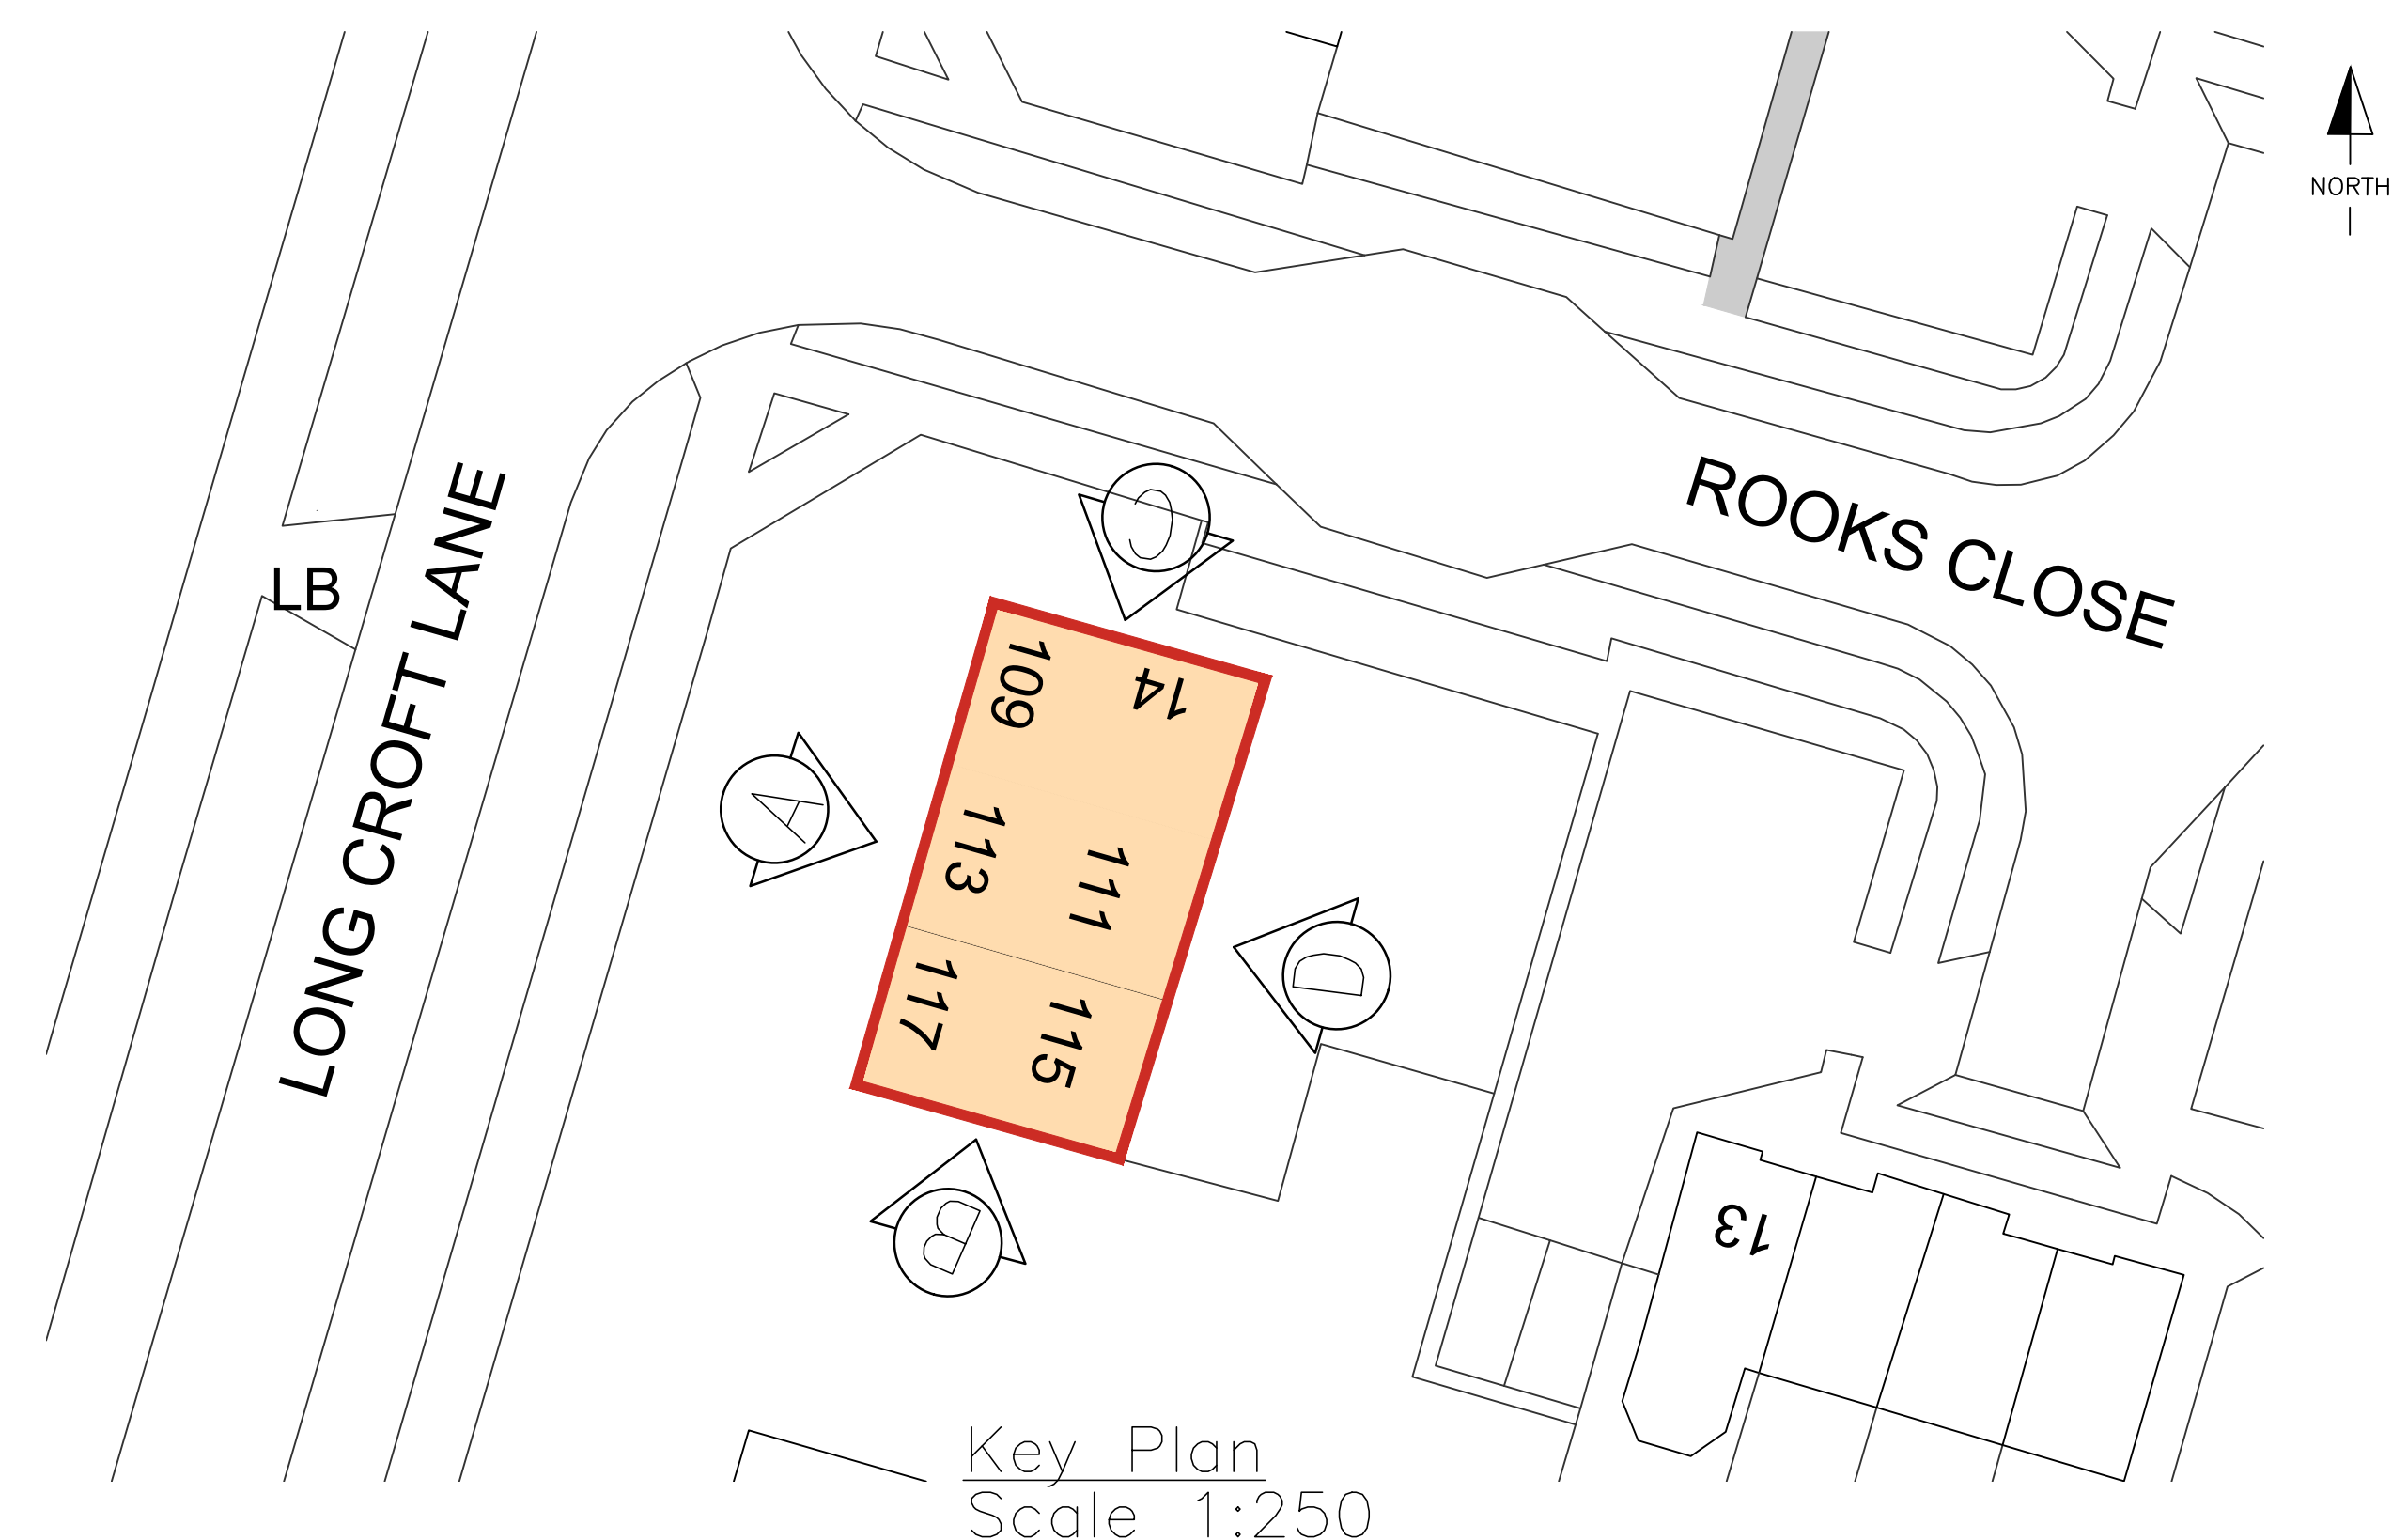 NORTH
ROOKS CLOSE
LONG CROFT LANE
LB
C
109
14
A
113
111
D
117
115
B
13
Key Plan
Scale 1:250